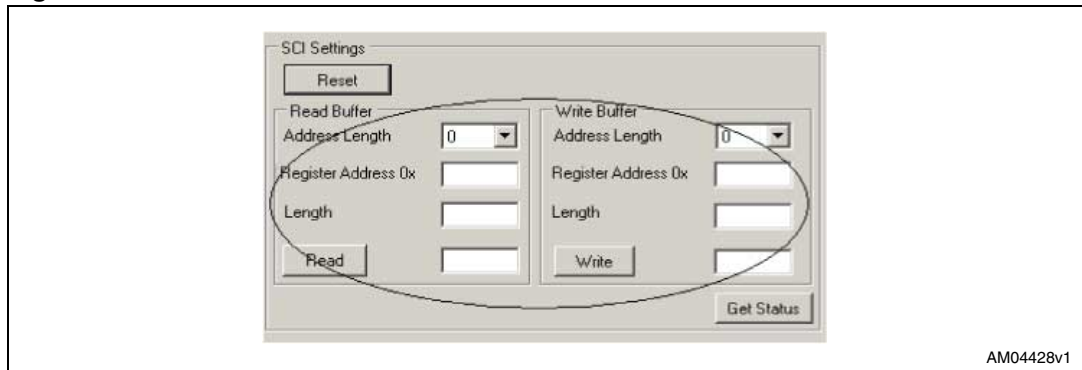 SCI Settings
Reset
Read Buffer
Address Length 0
Register Address 0x
Length
Read
Write Buffer
Address Length 0
Register Address 0x
Length
Write
Get Status
AM04428v1